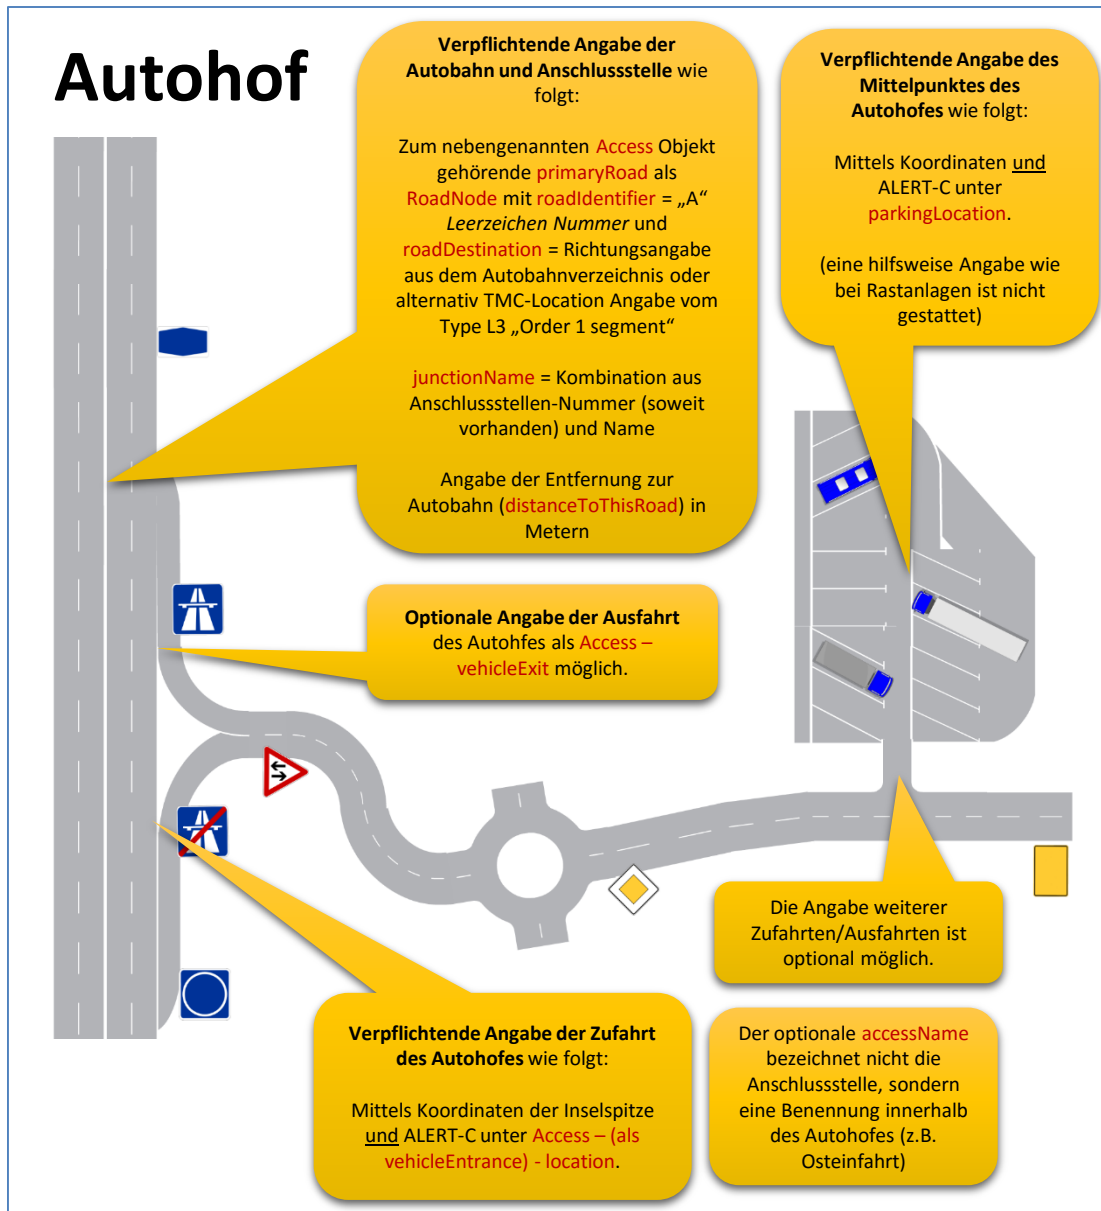 Autohof
Verpflichtende Angabe der
Autobahn und Anschlussstelle wie
folgt:
Zum nebengenannten Access Objekt
gehörende primaryRoad als
RoadNode mit roadIdentifier = „A“
Leerzeichen Nummer und
roadDestination = Richtungsangabe
aus dem Autobahnverzeichnis oder
alternativ TMC-Location Angabe vom
Type L3 „Order 1 segment“
junctionName = Kombination aus
Anschlussstellen-Nummer (soweit
vorhanden) und Name
Angabe der Entfernung zur
Autobahn (distanceToThisRoad) in
Metern
Verpflichtende Angabe des
Mittelpunktes des
Autohofes wie folgt:
Mittels Koordinaten und
ALERT-C unter
parkingLocation.
(eine hilfsweise Angabe wie
bei Rastanlagen ist nicht
gestattet)
Optionale Angabe der Ausfahrt
des Autohfes als Access –
vehicleExit möglich.
Die Angabe weiterer
Zufahrten/Ausfahrten ist
optional möglich.
Verpflichtende Angabe der Zufahrt
des Autohofes wie folgt:
Mittels Koordinaten der Inselspitze
und ALERT-C unter Access – (als
vehicleEntrance) - location.
Der optionale accessName
bezeichnet nicht die
Anschlussstelle, sondern
eine Benennung innerhalb
des Autohofes (z.B.
Osteinfahrt)